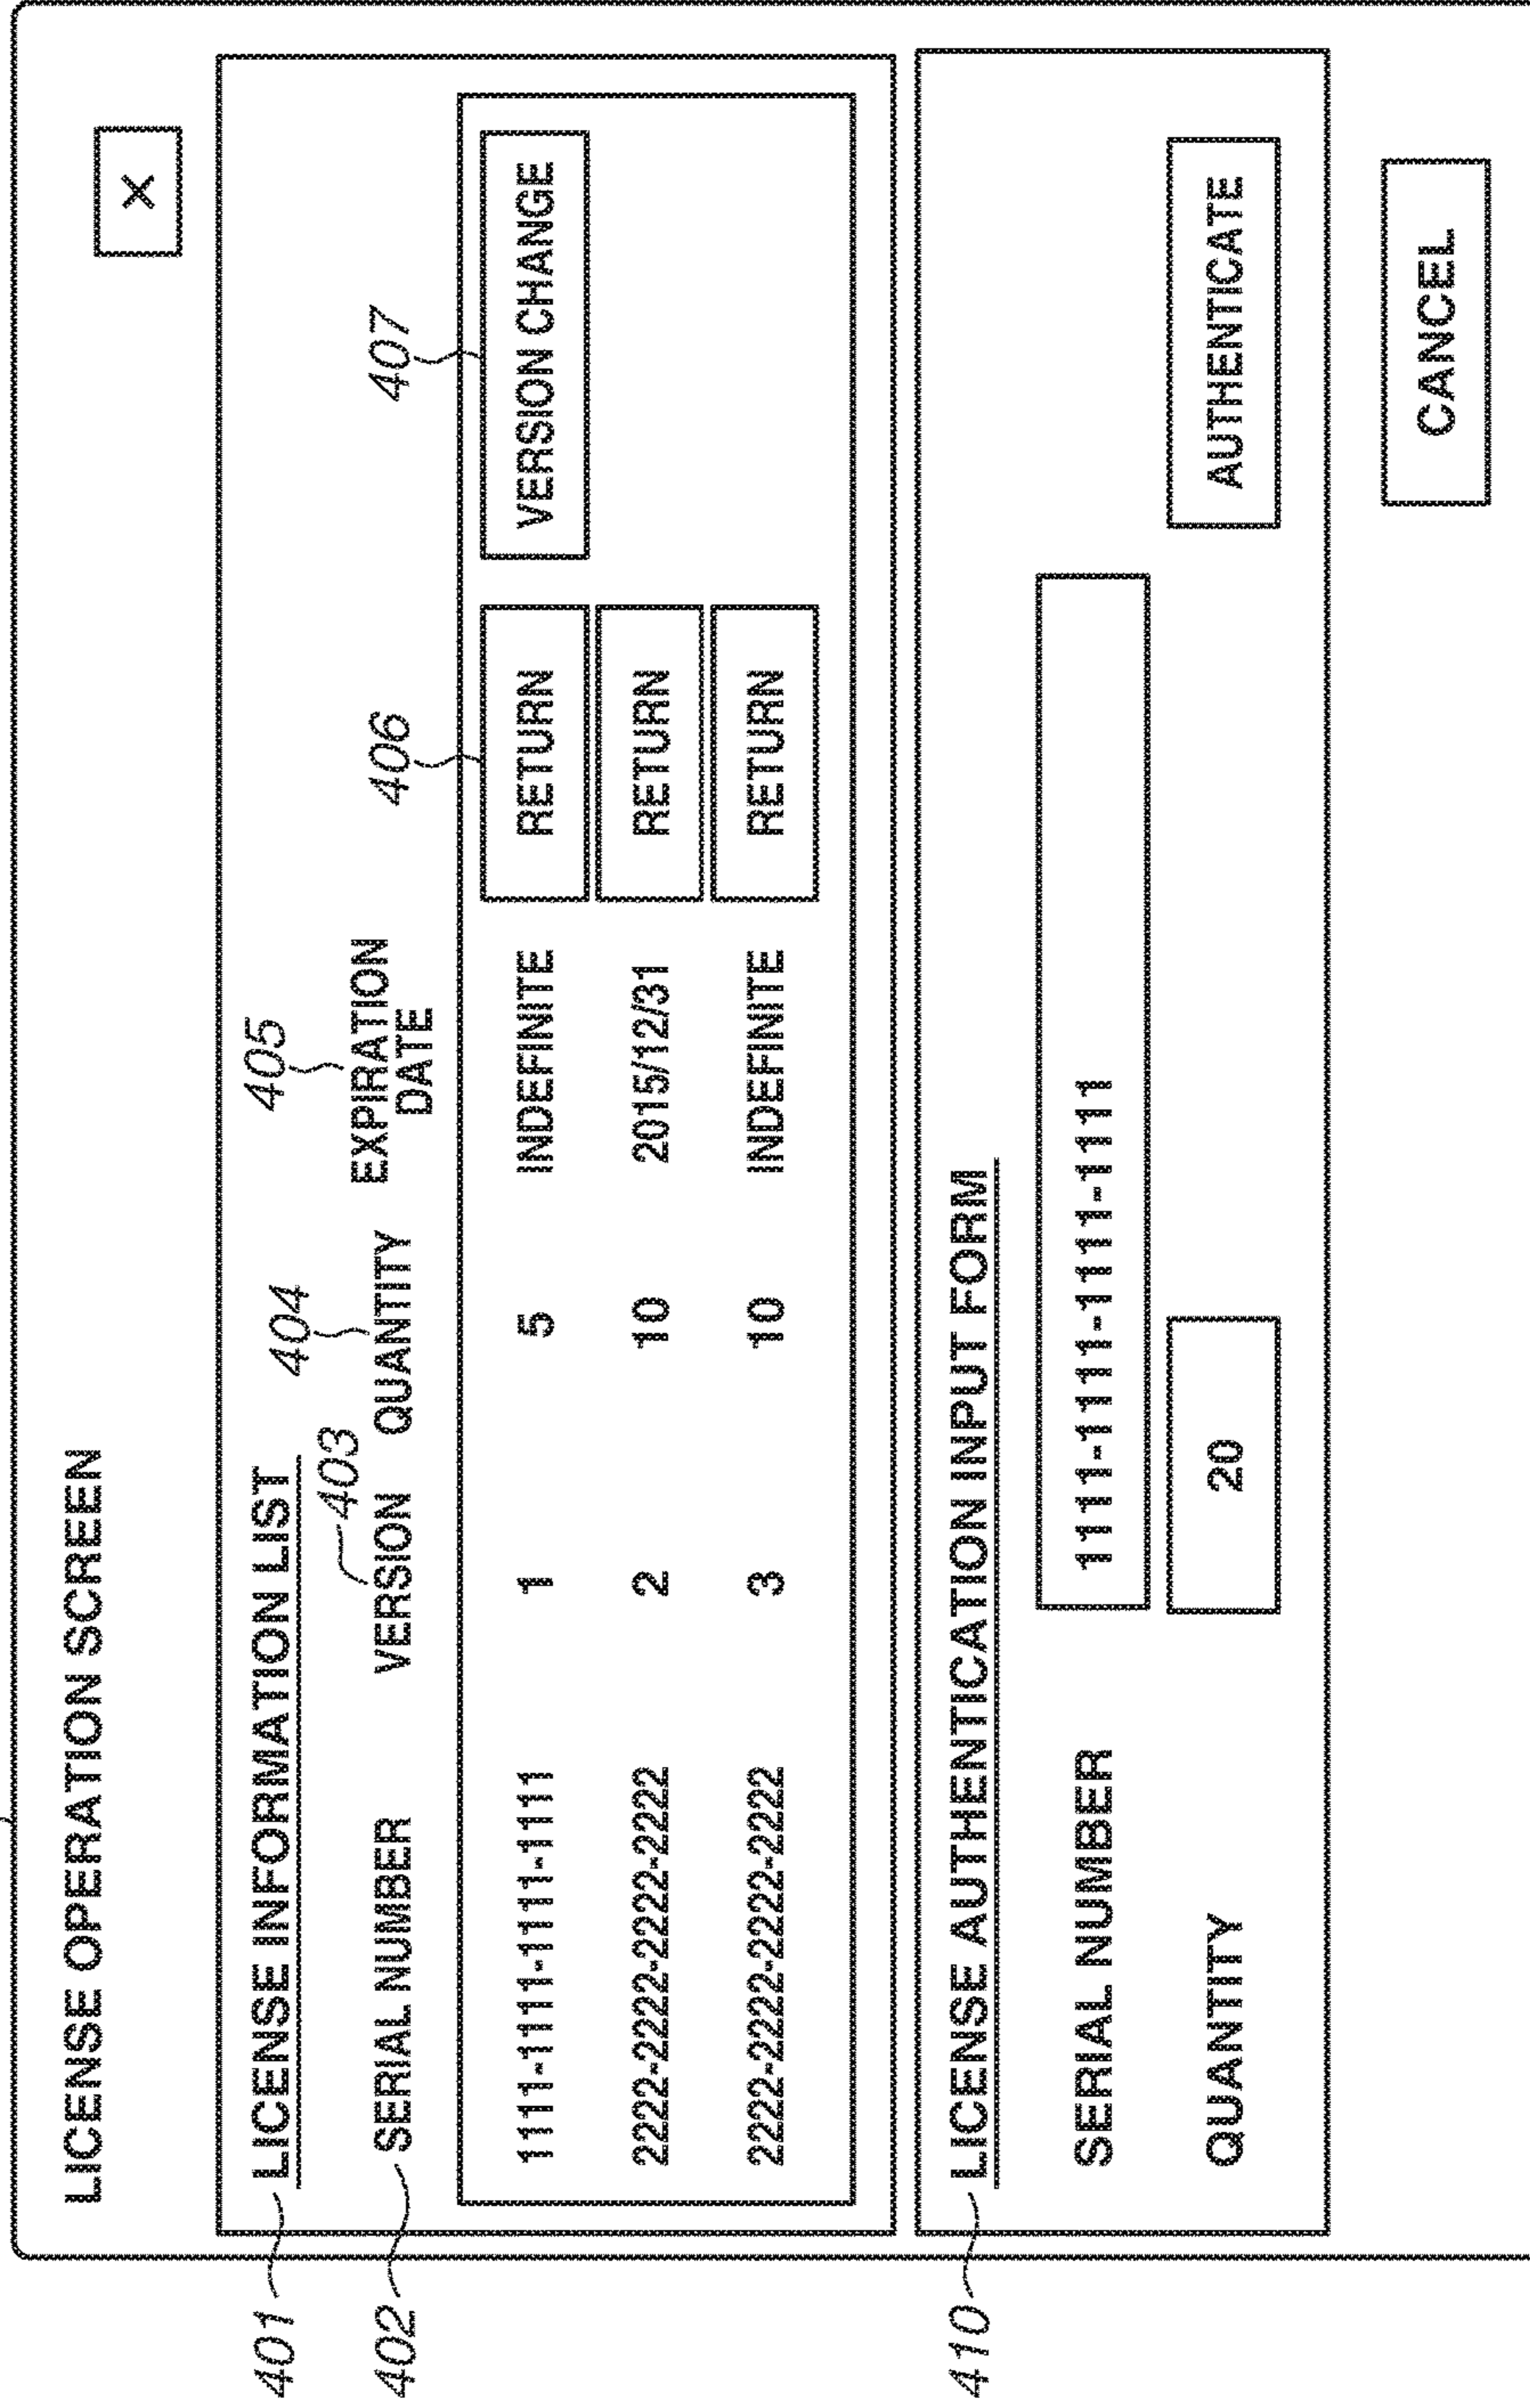 LICENSE OPERATION SCREEN
X
401
LICENSE INFORMATION LIST
402
SERIAL NUMBER
403
VERSION
404
QUANTITY
405
EXPIRATION
DATE
406
407
1111-1111-1111-1111 1 5 INDEFINITE RETURN VERSION CHANGE
2222-2222-2222-2222 2 10 2015/12/31 RETURN
2222-2222-2222-2222 3 10 INDEFINITE RETURN
410
LICENSE AUTHENTICATION INPUT FORM
SERIAL NUMBER 1111-1111-1111-1111-1111
QUANTITY 20 AUTHENTICATE
CANCEL